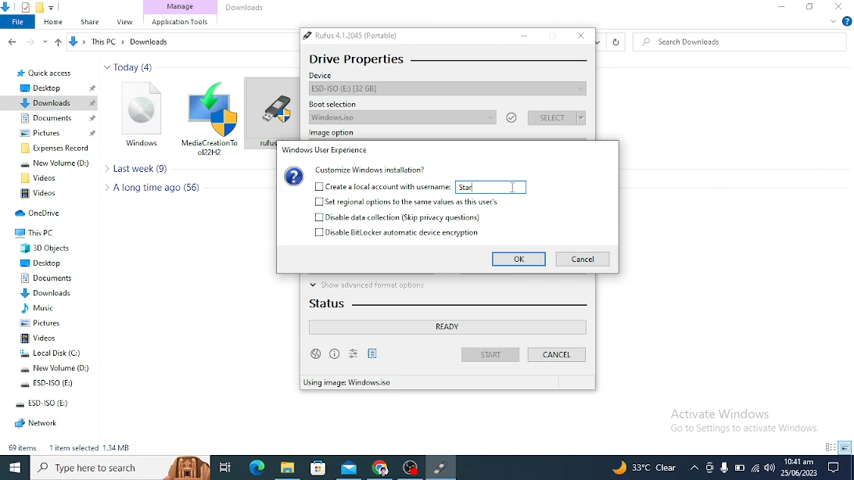 Manage
Downloads
File
Home
Share
View
Application Tools
This PC
Downloads
Search Downloads
Quick access
Desktop
Downloads
Documents
Pictures
Expenses Record
New Volume (D:)
Videos
Videos
OneDrive
This PC
3D Objects
Desktop
Documents
Downloads
Music
Pictures
Videos
Local Disk (C:)
New Volume (D:)
ESD-ISO (E:)
ESD-ISO (E:)
Network
Today (4)
Windows
MediaCreationTo
ol22H2
rufus
Last week (9)
A long time ago (56)
Rufus 4.1.2045 (Portable)
Drive Properties
Device
ESD-ISO (E:) [32 GB]
Boot selection
Windows.iso
SELECT
Image option
Windows User Experience
Customize Windows installation?
Create a local account with username:
Star
Set regional options to the same values as this user's
Disable data collection (Skip privacy questions)
Disable BitLocker automatic device encryption
OK
Cancel
Show advanced format options
Status
READY
START
CANCEL
Using image: Windows.iso
Activate Windows
Go to Settings to activate Windows.
69 items
1 item selected 1.34 MB
Type here to search
33°C Clear
10:41 am
25/06/2023